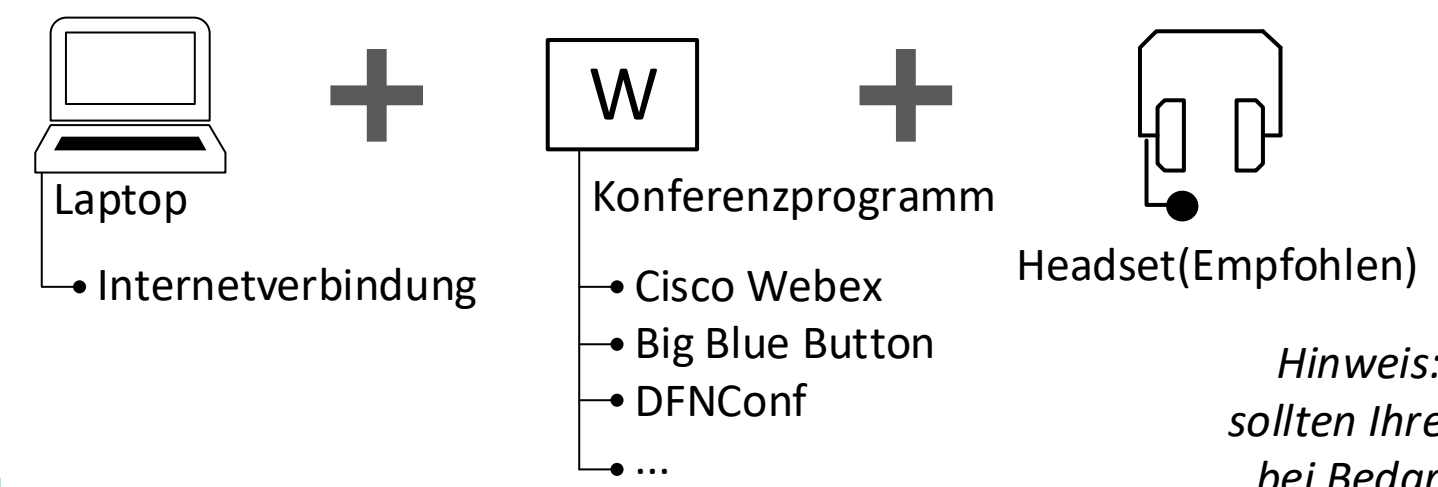 W
Laptop
Internetverbindung
Konferenzprogramm
Cisco Webex
Big Blue Button
DFNConf
...
Headset(Empfohlen)
Hinweis:
sollten Ihre
bei Bedar